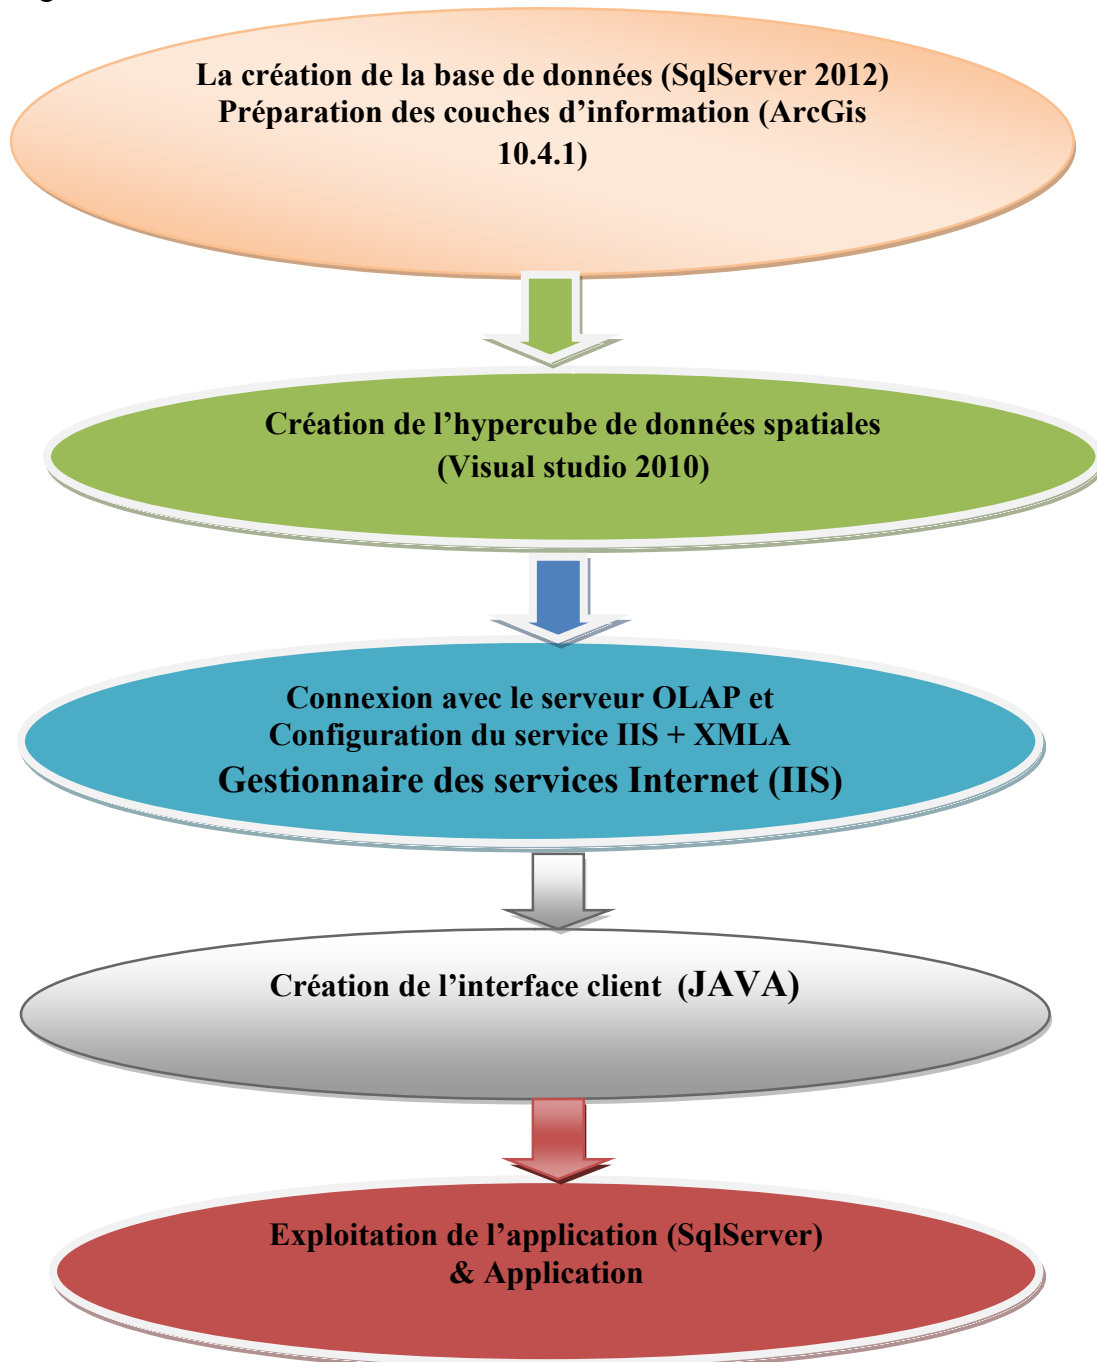 La création de la base de données (SqlServer 2012)
Préparation des couches d’information (ArcGis
10.4.1)
Création de l’hypercube de données spatiales
(Visual studio 2010)
Connexion avec le serveur OLAP et
Configuration du service IIS + XMLA
Gestionnaire des services Internet (IIS)
Création de l’interface client (JAVA)
Exploitation de l’application (SqlServer)
& Application